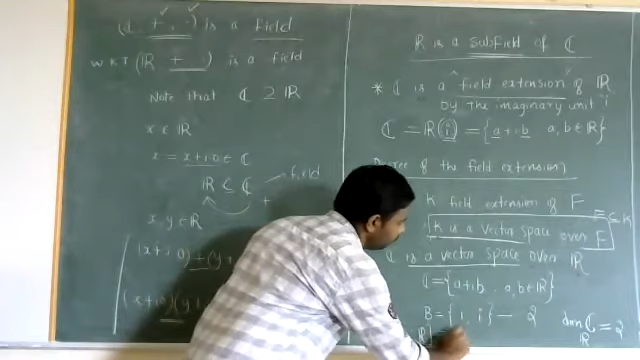 (ℂ, +, ·) is a field
W.K.T (ℝ + ·) is a field
Note that ℂ ⊇ ℝ
x ∈ ℝ
x = x+i0 ∈ ℂ
field
ℝ ⊆ ℂ
+
x, y ∈ ℝ
(x+i0)+(y+
(x+i0)(y+
ℝ is a subfield of ℂ
* ℂ is a field extension of ℝ
by the imaginary unit i
ℂ = ℝ(i) = {a+ib a, b ∈ ℝ}
Degree of the field extension)
K field extension of F
F ⊆ K
K is a vector space over F
ℂ is a vector space over ℝ
ℂ = {a+ib, a, b ∈ ℝ}
B = {1, i} — 2
dim ℂ = 2
ℝ